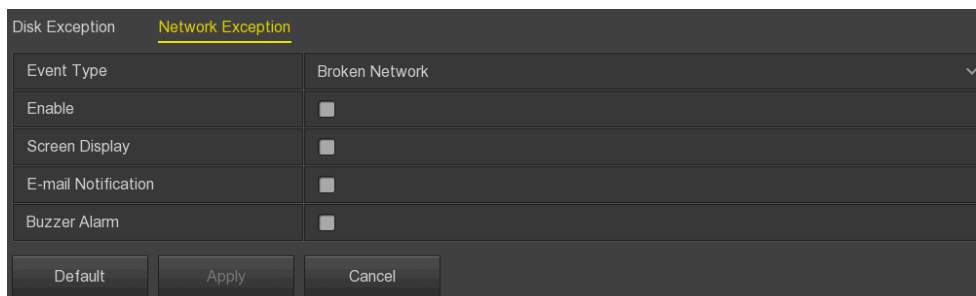 Disk Exception Network Exception
Event Type Broken Network
Enable
Screen Display
E-mail Notification
Buzzer Alarm
Default Apply Cancel